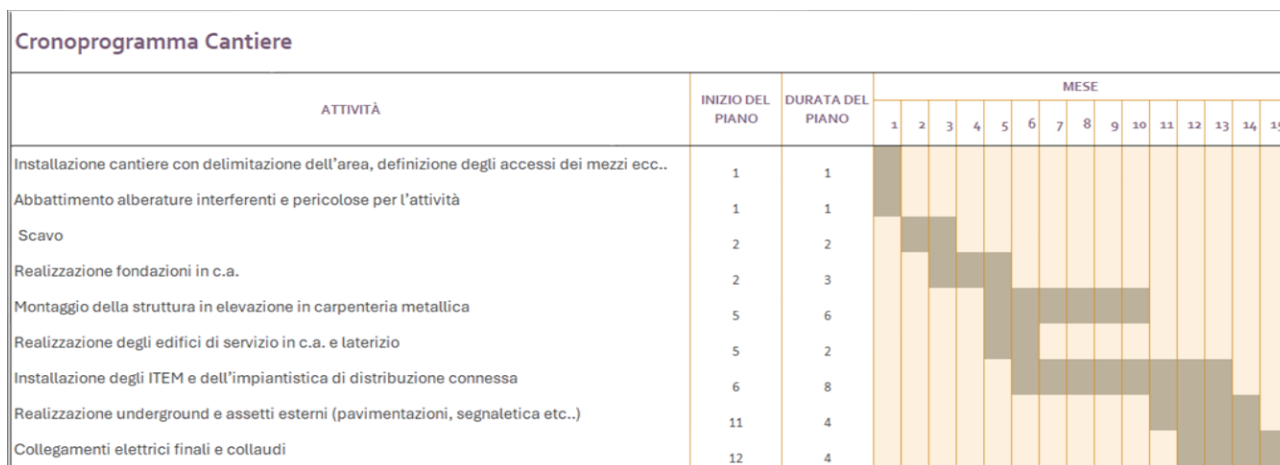 Cronoprogramma Cantiere
ATTIVITÀ
INIZIO DEL PIANO
DURATA DEL PIANO
MESE
1 2 3 4 5 6 7 8 9 10 11 12 13 14 15
Installazione cantiere con delimitazione dell'area, definizione degli accessi dei mezzi ecc.. 1 1
Abbattimento alberature interferenti e pericolose per l'attività 1 1
Scavo 2 2
Realizzazione fondazioni in c.a. 2 3
Montaggio della struttura in elevazione in carpenteria metallica 5 6
Realizzazione degli edifici di servizio in c.a. e laterizio 5 2
Installazione degli ITEM e dell'impiantistica di distribuzione connessa 6 8
Realizzazione underground e assetti esterni (pavimentazioni, segnaletica etc..) 11 4
Collegamenti elettrici finali e collaudi 12 4